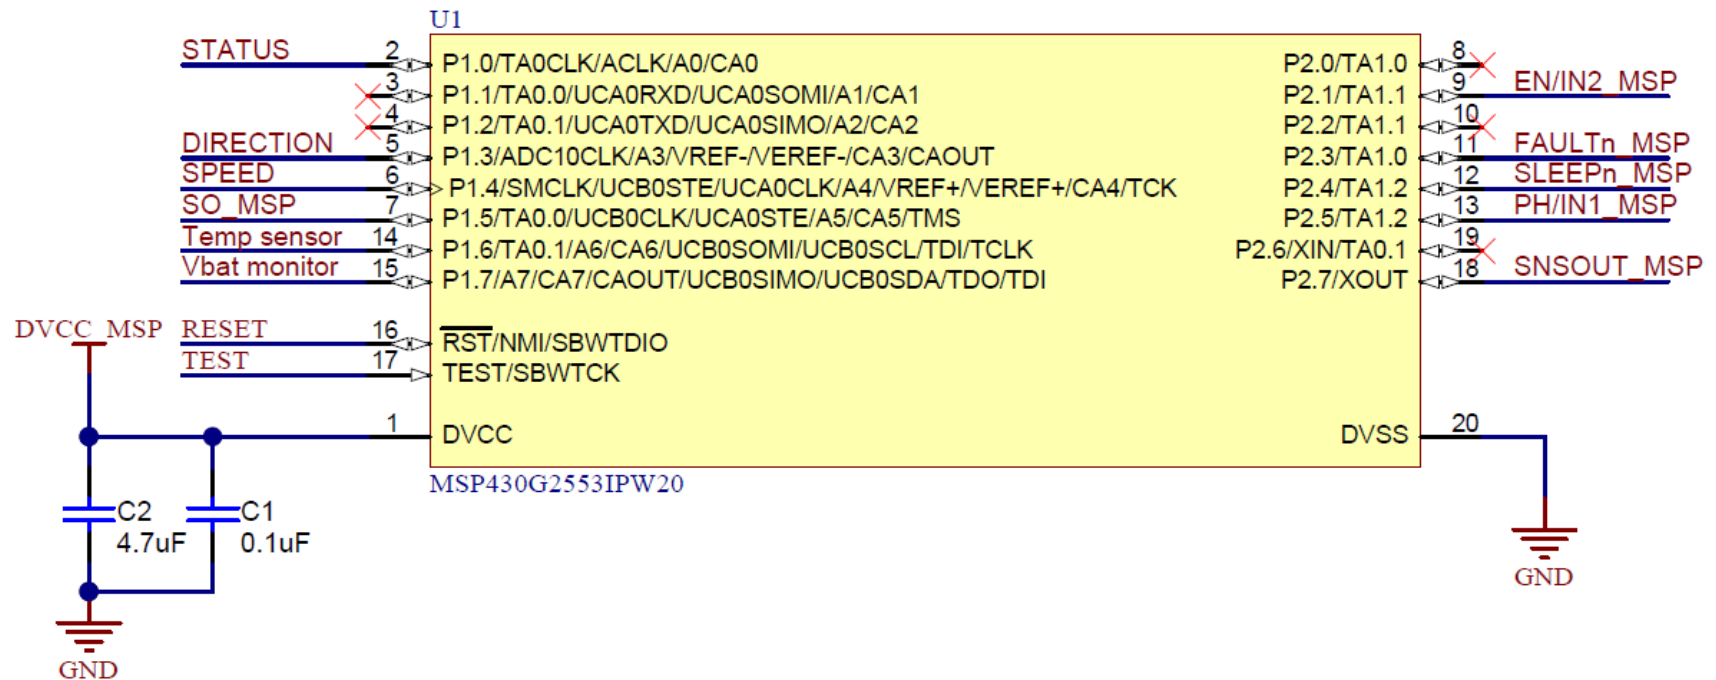 U1
STATUS 2 P1.0/TA0CLK/ACLK/A0/CA0 P2.0/TA1.0 8
3 P1.1/TA0.0/UCA0RXD/UCA0SOMI/A1/CA1 P2.1/TA1.1 9 EN/IN2_MSP
4 P1.2/TA0.1/UCA0TXD/UCA0SIMO/A2/CA2 P2.2/TA1.1 10
DIRECTION 5 P1.3/ADC10CLK/A3/VREF-/VEREF-/CA3/CAOUT P2.3/TA1.0 11 FAULTn_MSP
SPEED 6 P1.4/SMCLK/UCB0STE/UCA0CLK/A4/VREF+/VEREF+/CA4/TCK P2.4/TA1.2 12 SLEEPn_MSP
SO_MSP 7 P1.5/TA0.0/UCB0CLK/UCA0STE/A5/CA5/TMS P2.5/TA1.2 13 PH/IN1_MSP
Temp sensor 14 P1.6/TA0.1/A6/CA6/UCB0SOMI/UCB0SCL/TDI/TCLK P2.6/XIN/TA0.1 19
Vbat monitor 15 P1.7/A7/CA7/CAOUT/UCB0SIMO/UCB0SDA/TDO/TDI P2.7/XOUT 18 SNSOUT_MSP
DVCC_MSP RESET 16 RST/NMI/SBWTDIO
TEST 17 TEST/SBWTCK
1 DVCC DVSS 20
MSP430G2553IPW20
C2 C1
4.7uF 0.1uF
GND
GND